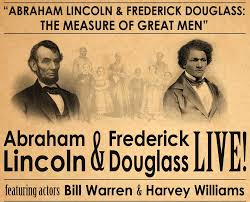 "ABRAHAM LINCOLN & FREDERICK DOUGLASS:
THE MEASURE OF GREAT MEN"
Abraham Lincoln & Frederick Douglass LIVE!
featuring actors Bill Warren & Harvey Williams